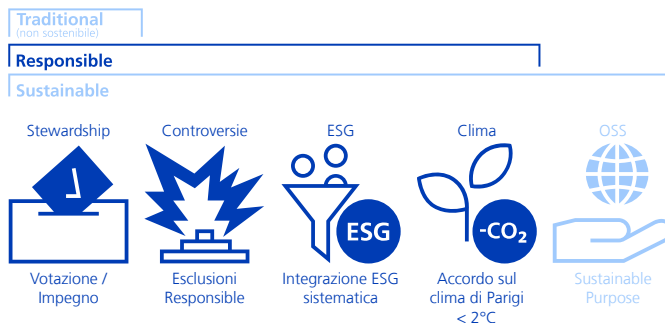 Traditional
(non sostenibile)
Responsible
Sustainable
Stewardship
Controversie
ESG
Clima
OSS
ESG
-CO₂
Votazione /
Impegno
Esclusioni
Responsible
Integrazione ESG
sistematica
Accordo sul
clima di Parigi
< 2°C
Sustainable
Purpose